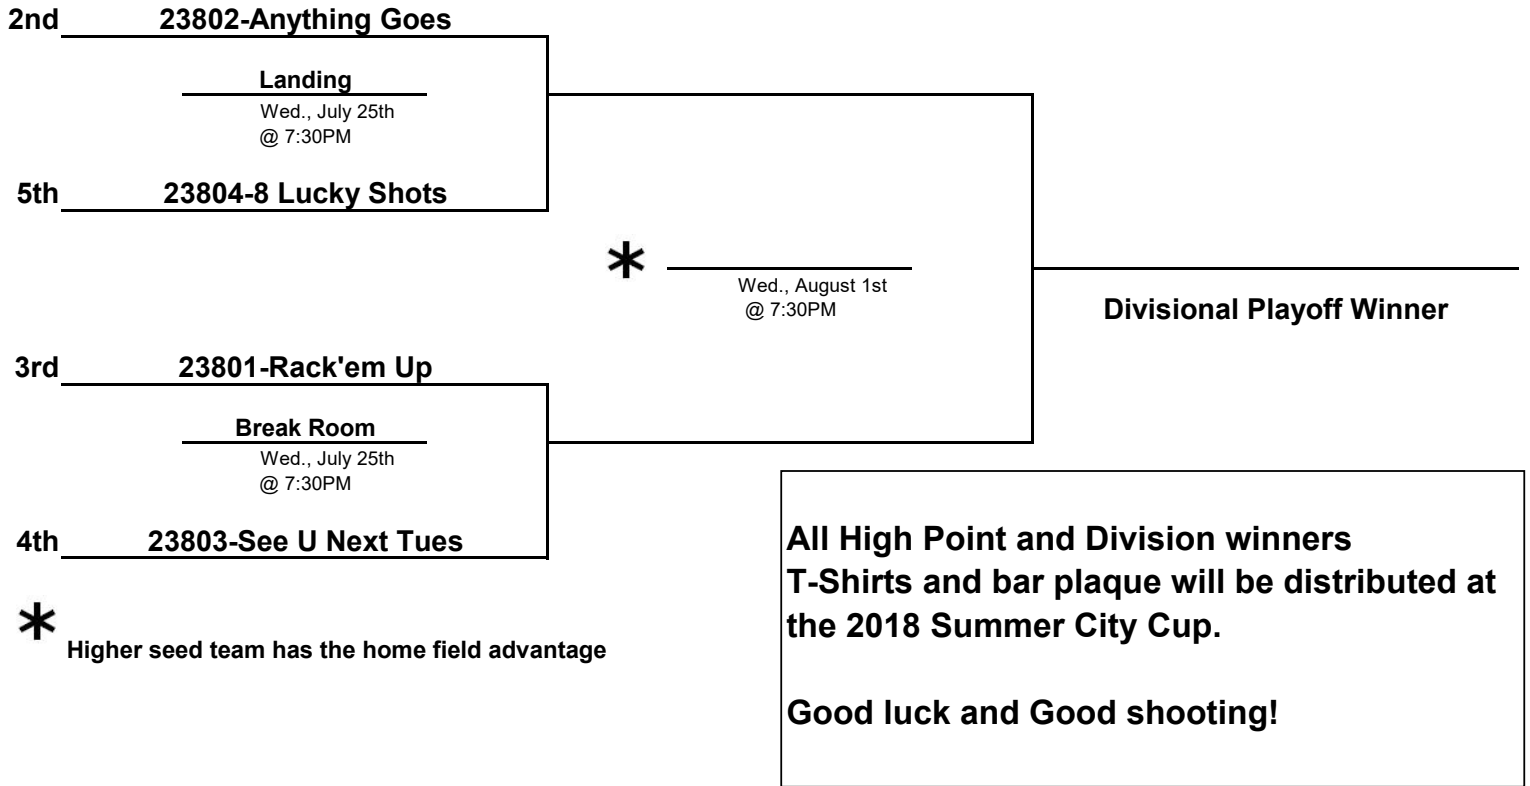 2nd 23802-Anything Goes
Landing
Wed., July 25th
@ 7:30PM
5th 23804-8 Lucky Shots
*
Wed., August 1st
@ 7:30PM
Divisional Playoff Winner
3rd 23801-Rack'em Up
Break Room
Wed., July 25th
@ 7:30PM
4th 23803-See U Next Tues
* Higher seed team has the home field advantage
All High Point and Division winners
T-Shirts and bar plaque will be distributed at
the 2018 Summer City Cup.
Good luck and Good shooting!